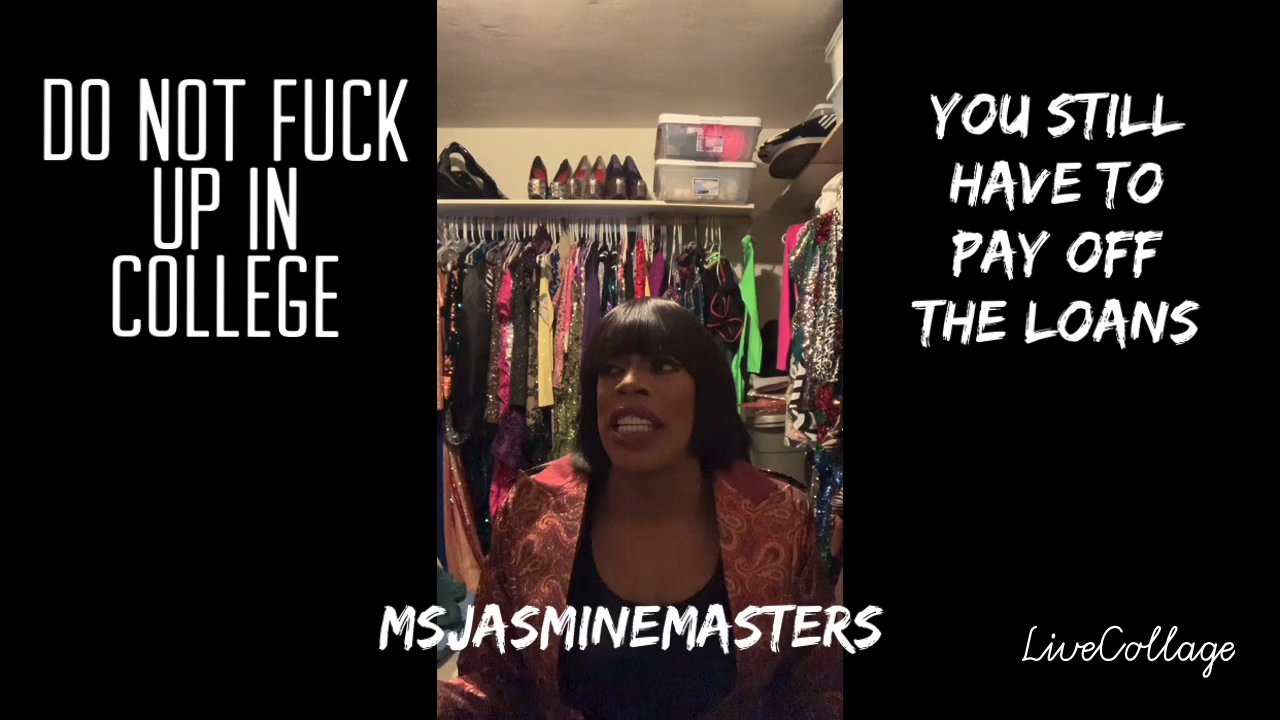 DO NOT FUCK
UP IN
COLLEGE
YOU STILL
HAVE TO
PAY OFF
THE LOANS
MSJASMINEMASTERS
LiveCollage